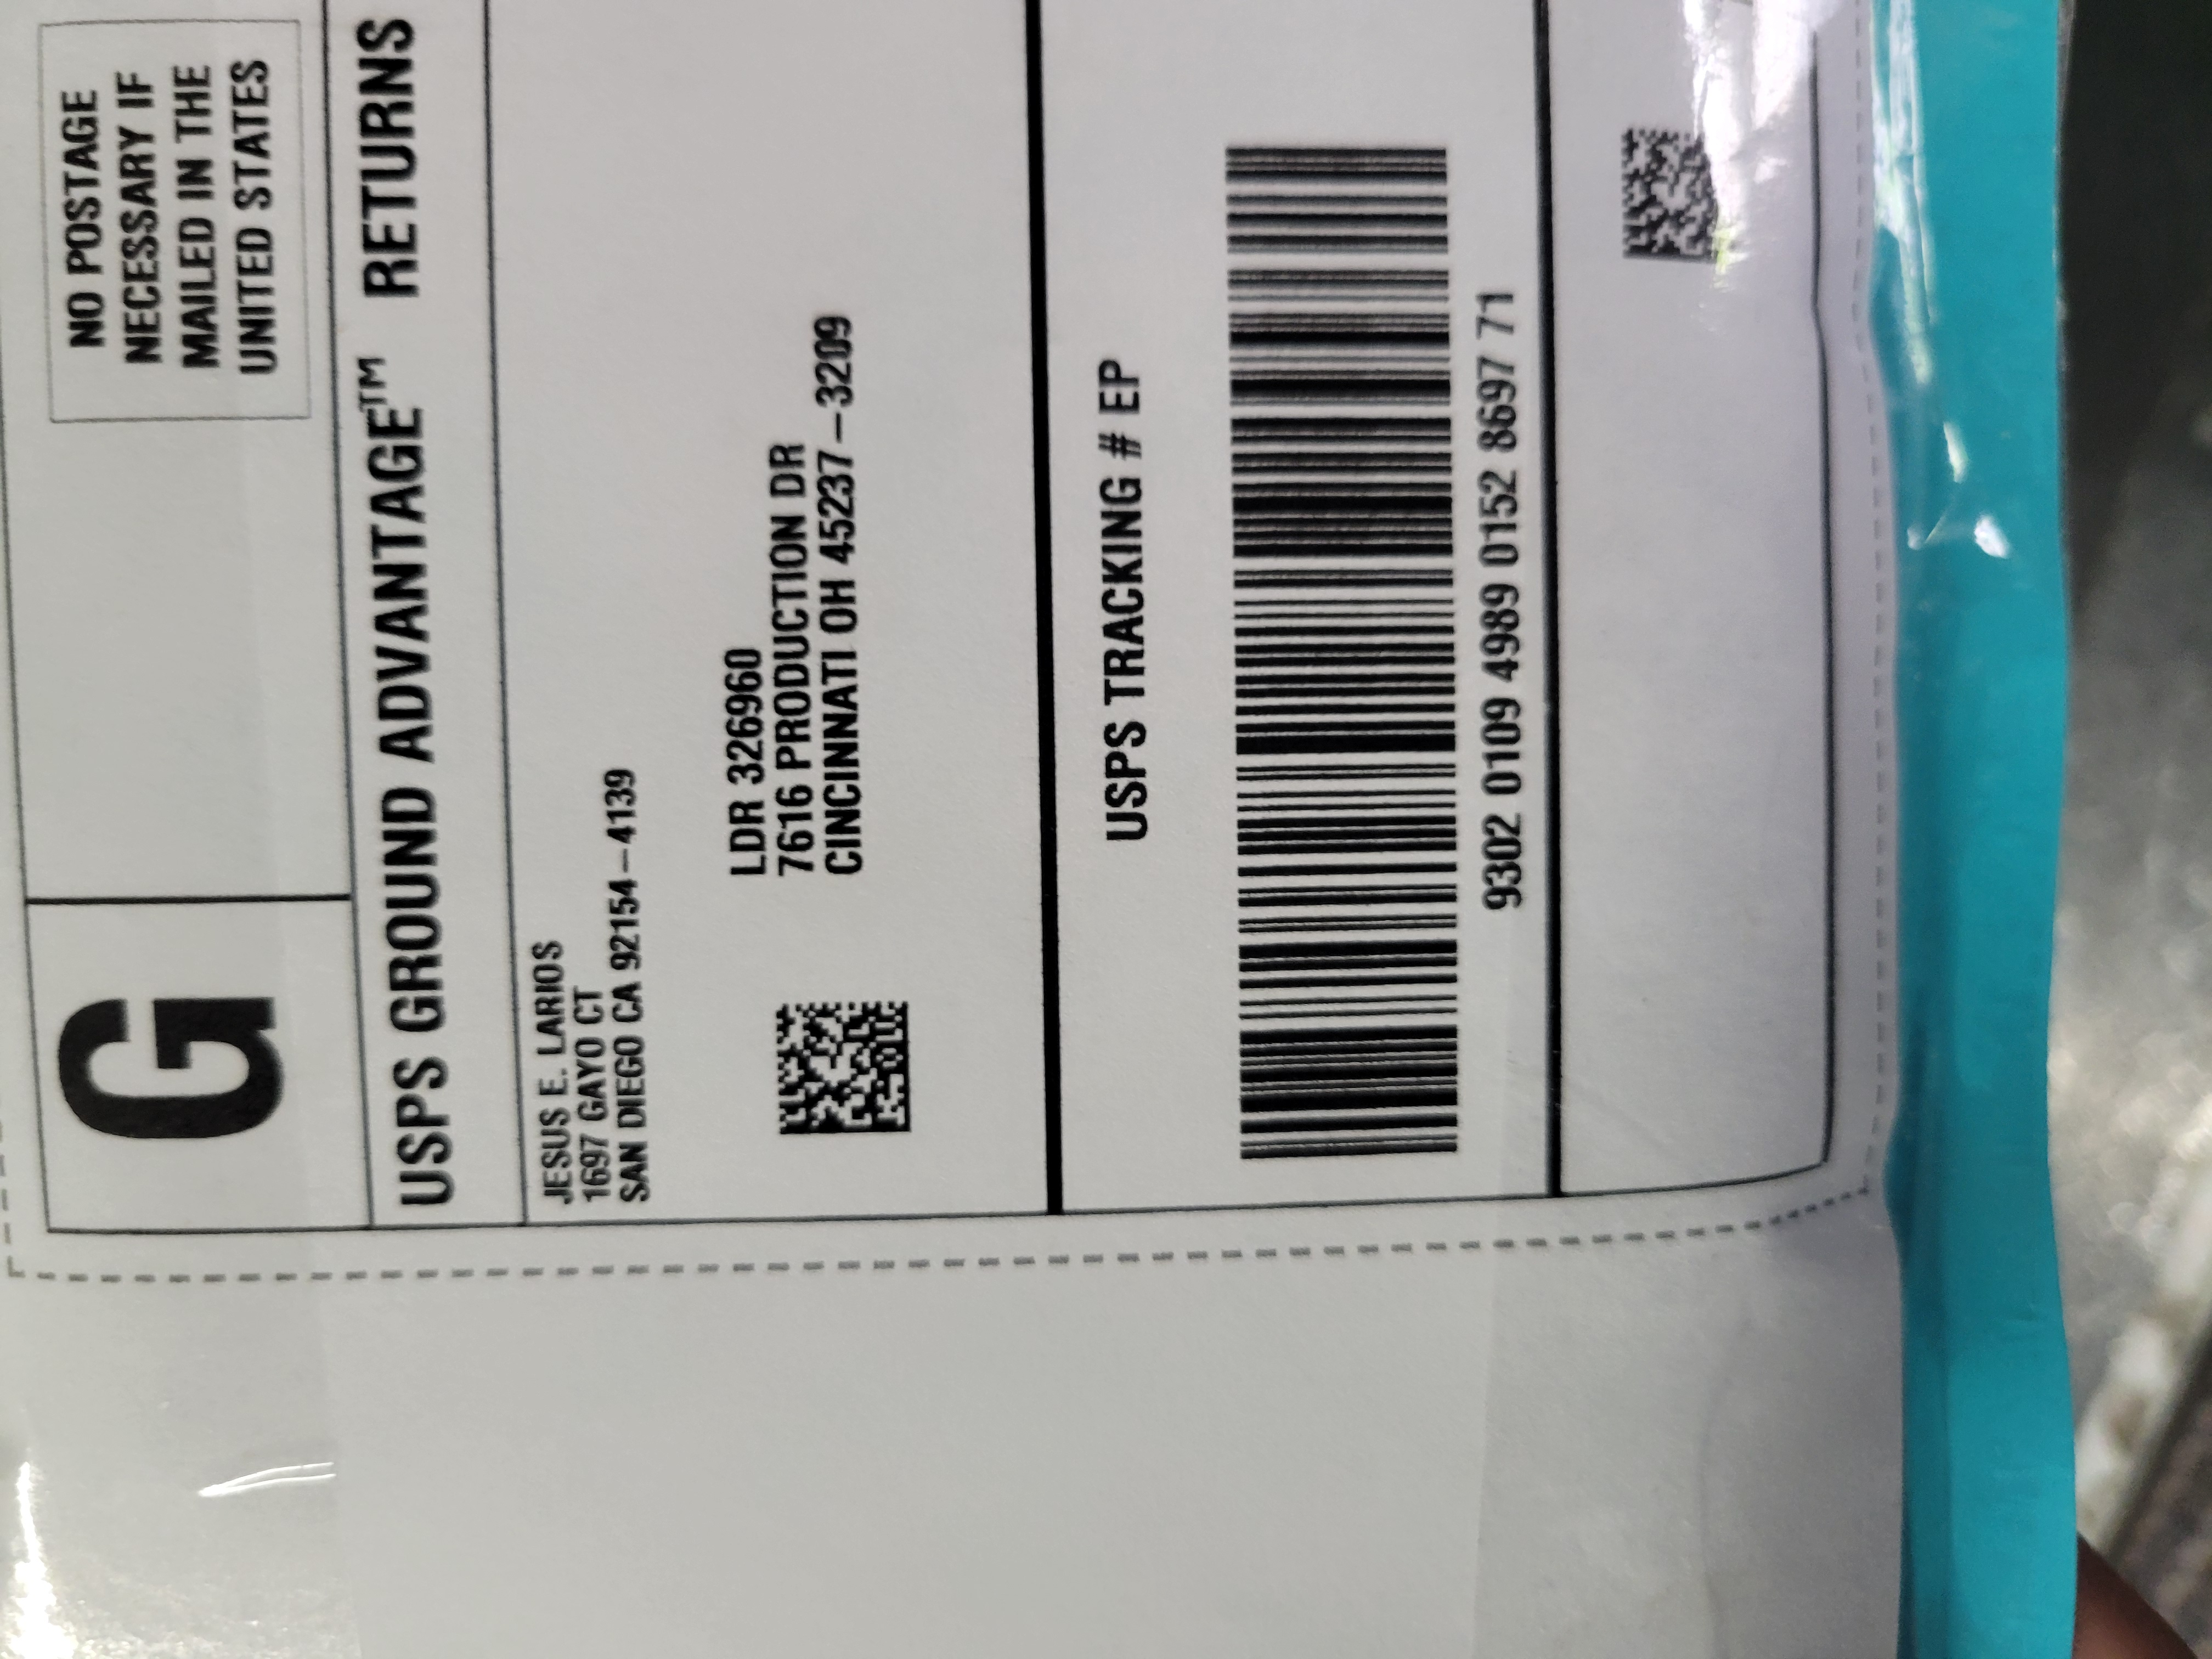 G
NO POSTAGE
NECESSARY IF
MAILED IN THE
UNITED STATES
USPS GROUND ADVANTAGE™ RETURNS
JESUS E. LARIOS
1697 GAYO CT
SAN DIEGO CA 92154-4139
LDR 326960
7616 PRODUCTION DR
CINCINNATI OH 45237-3209
USPS TRACKING # EP
9302 0109 4989 0152 8697 71